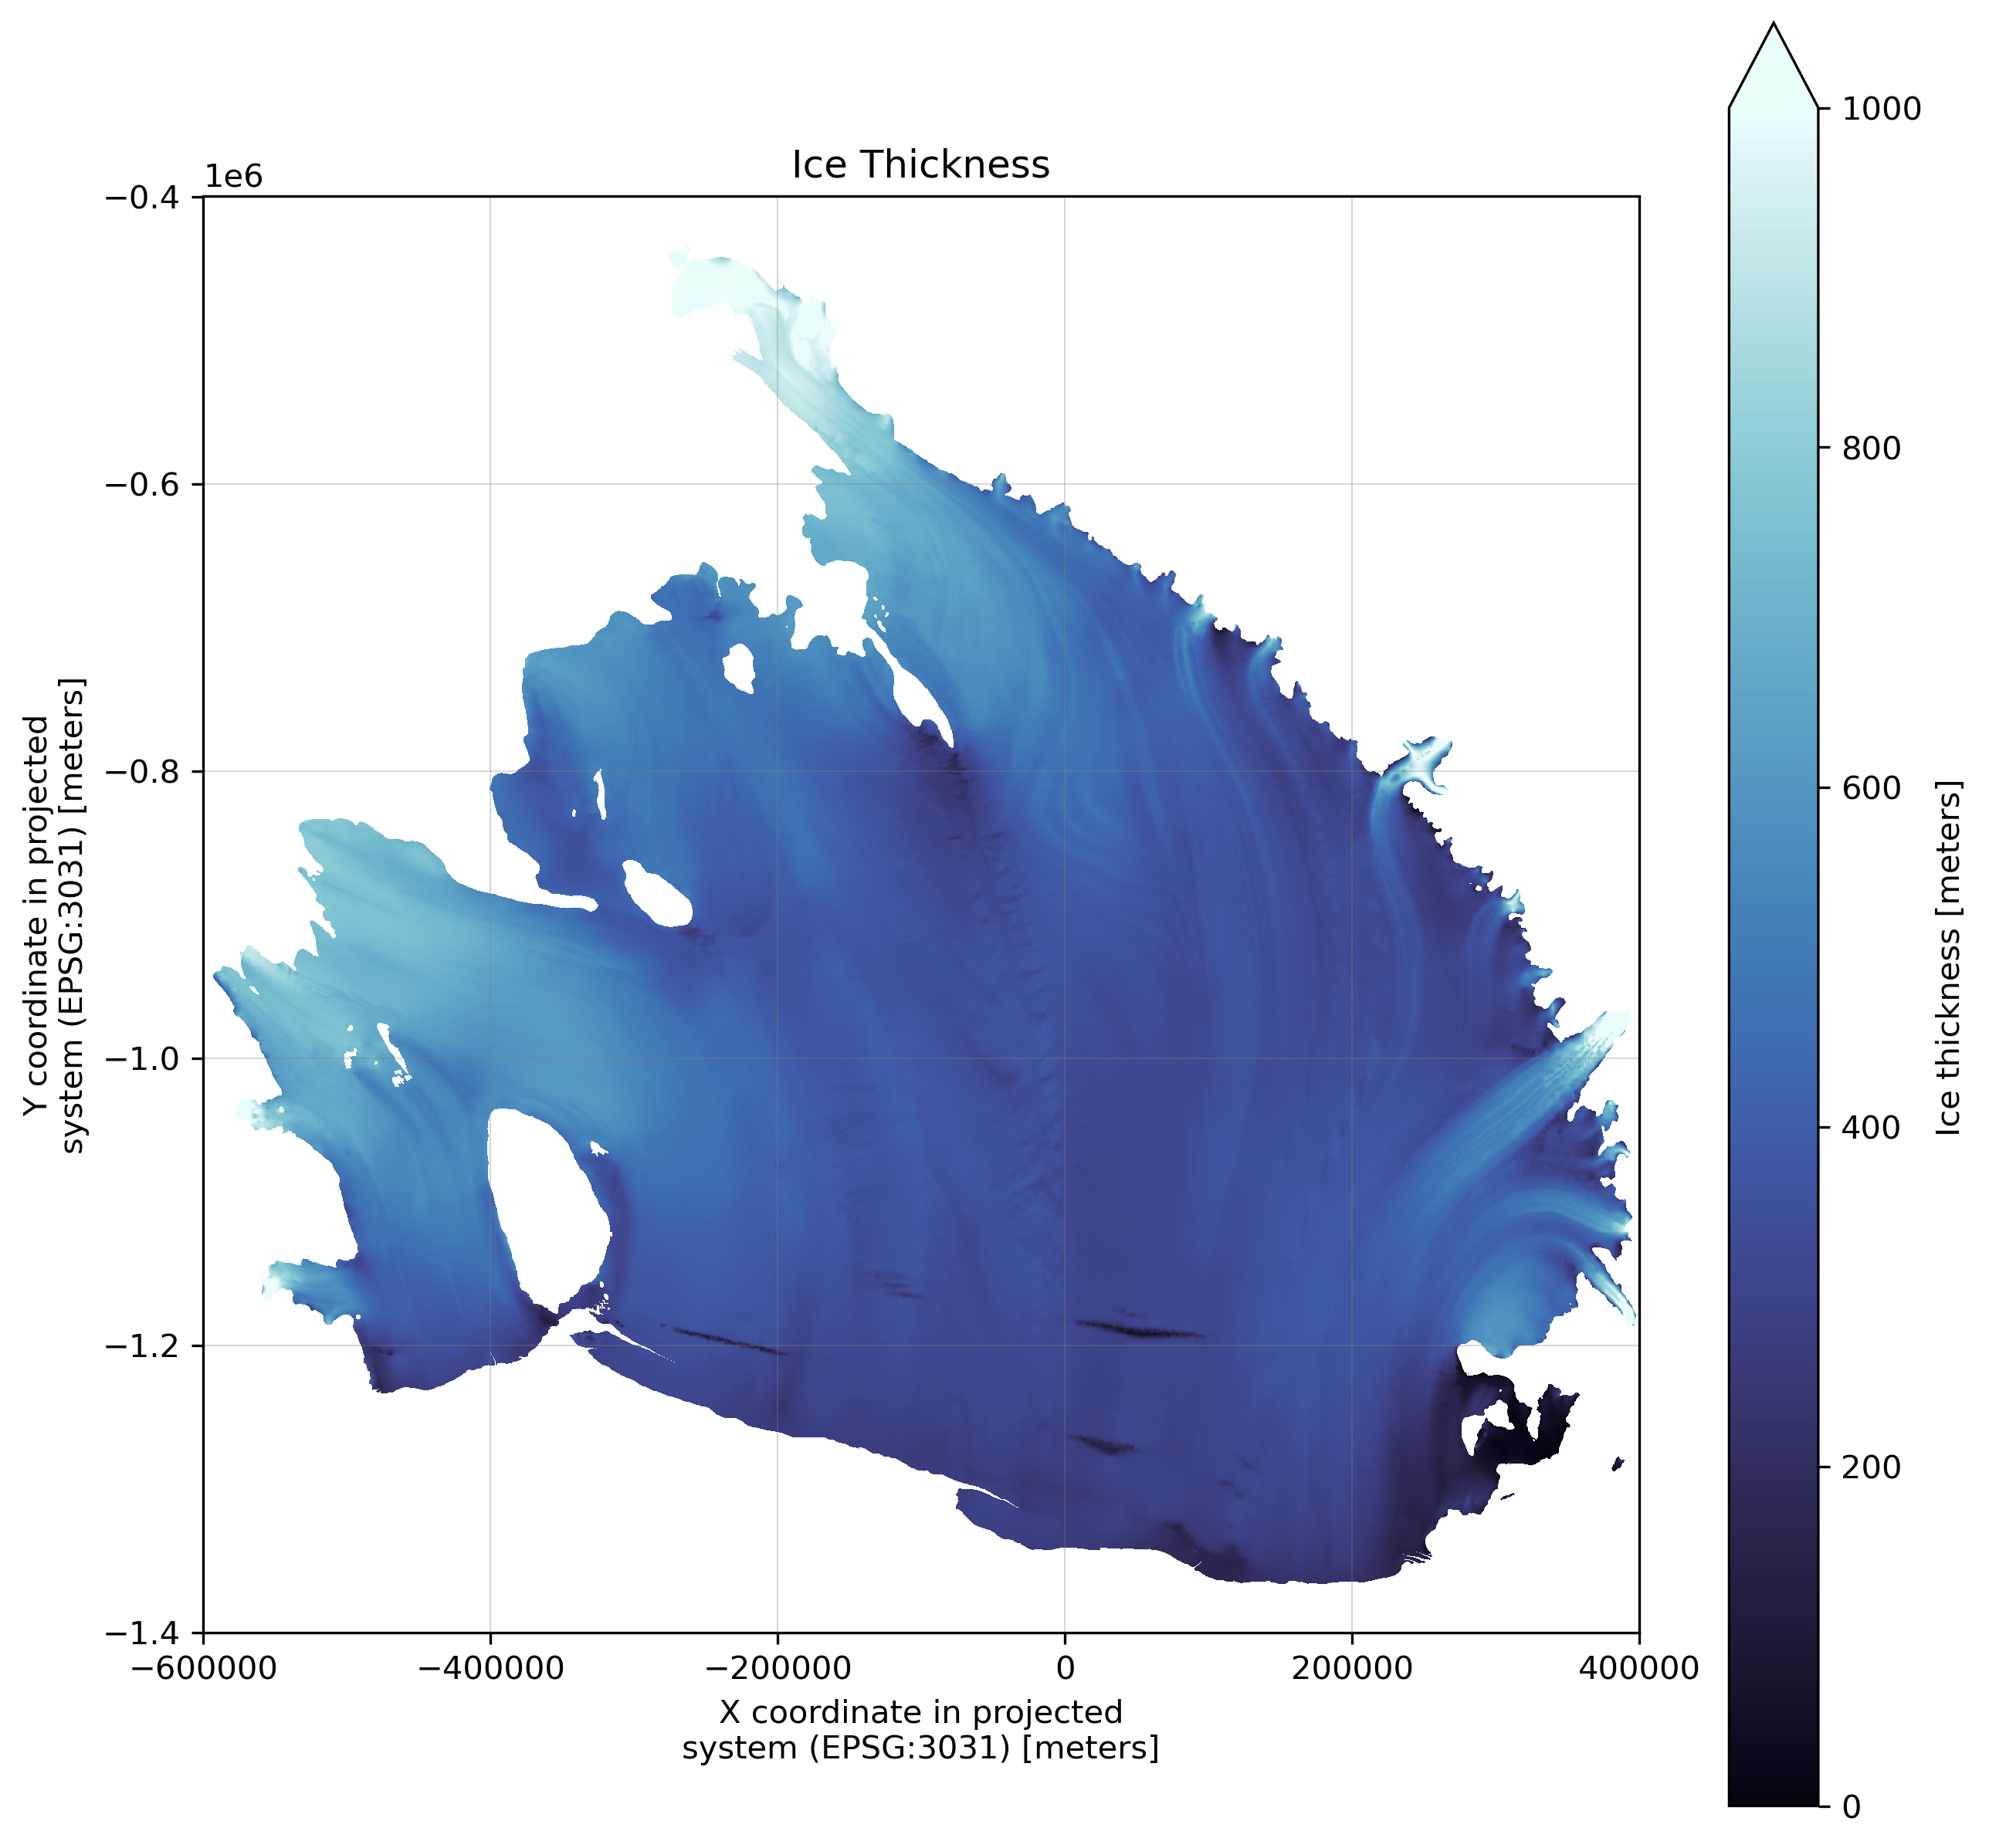 Ice Thickness
1e6
−0.4
−0.6
−0.8
−1.0
−1.2
−1.4
Y coordinate in projected
system (EPSG:3031) [meters]
−600000
−400000
−200000
0
200000
400000
X coordinate in projected
system (EPSG:3031) [meters]
1000
800
600
400
200
0
Ice thickness [meters]